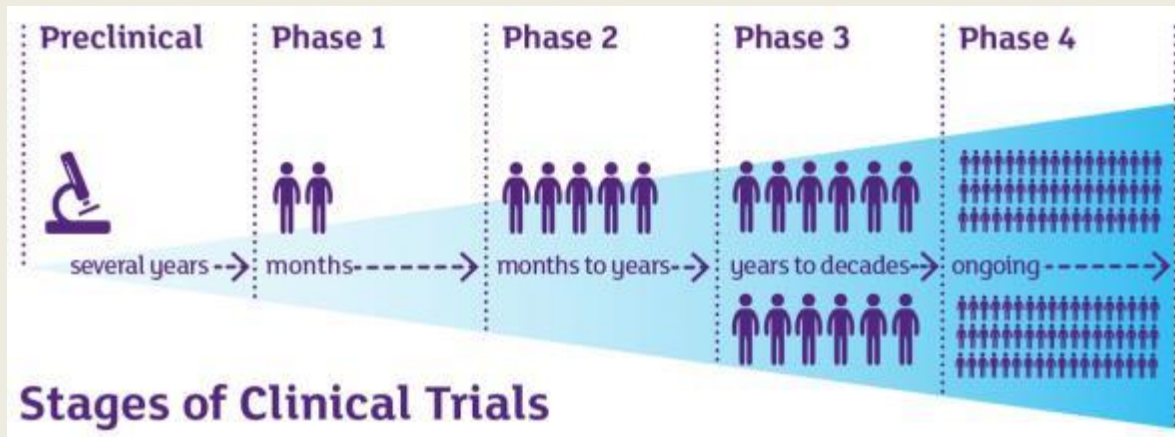 Preclinical
Phase 1
Phase 2
Phase 3
Phase 4
several years
months
months to years
years to decades
ongoing
Stages of Clinical Trials